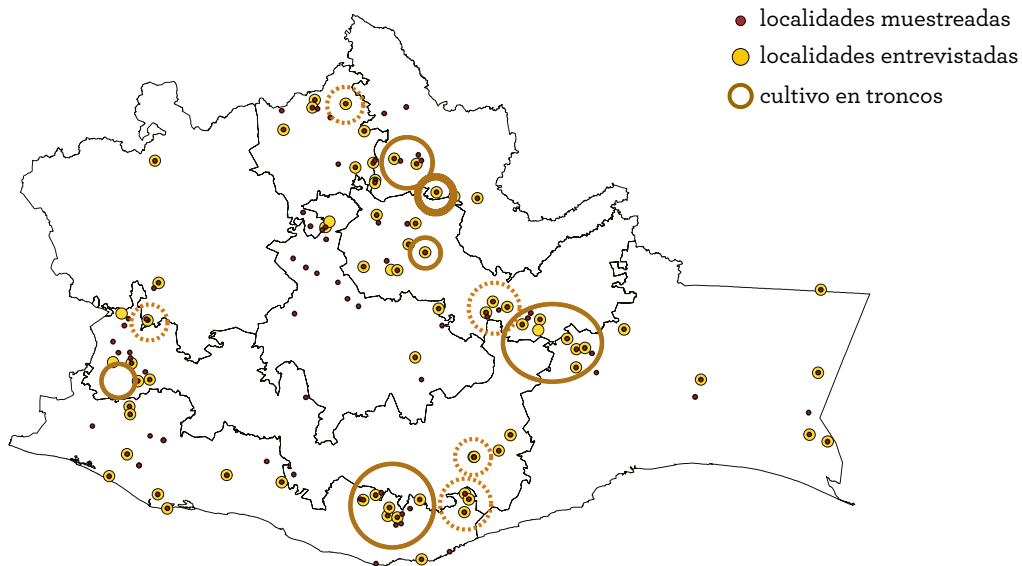 localidades muestreadas
localidades entrevistadas
cultivo en troncos